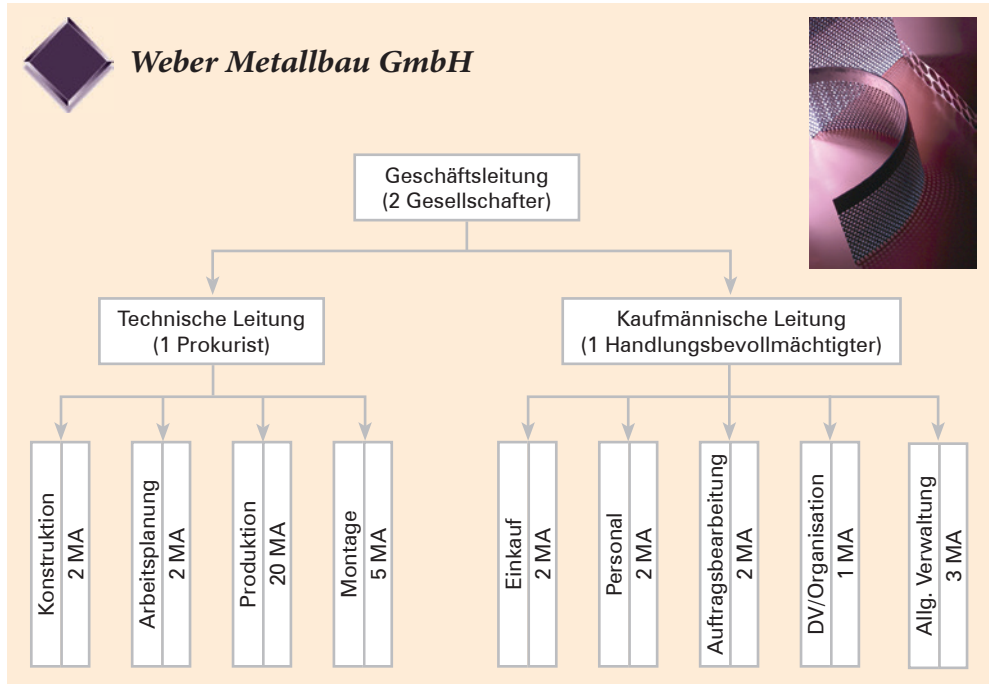 Weber Metallbau GmbH
Geschäftsleitung
(2 Gesellschafter)
Technische Leitung
(1 Prokurist)
Kaufmännische Leitung
(1 Handlungsbevollmächtigter)
Konstruktion
2 MA
Arbeitsplanung
2 MA
Produktion
20 MA
Montage
5 MA
Einkauf
2 MA
Personal
2 MA
Auftragsbearbeitung
2 MA
DV/Organisation
1 MA
Allg. Verwaltung
3 MA